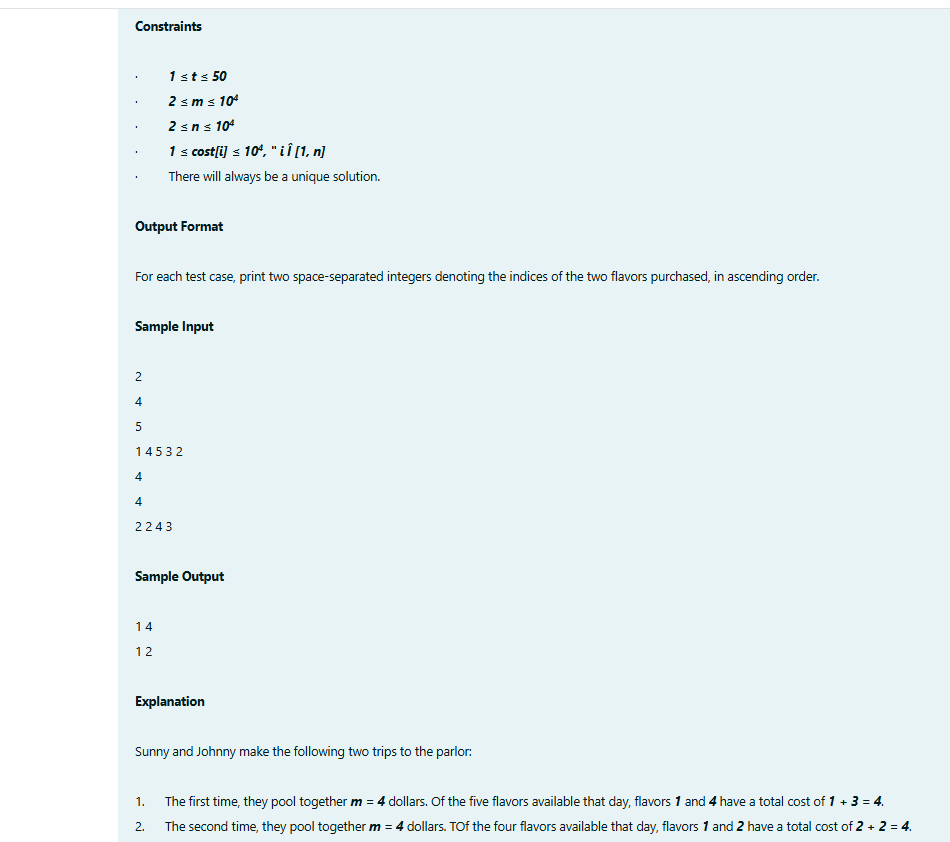 Constraints
· 1 ≤ t ≤ 50
· 2 ≤ m ≤ 10⁴
· 2 ≤ n ≤ 10⁴
· 1 ≤ cost[i] ≤ 10⁴, " i Î [1, n]
· There will always be a unique solution.
Output Format
For each test case, print two space-separated integers denoting the indices of the two flavors purchased, in ascending order.
Sample Input
2
4
5
1 4 5 3 2
4
4
2 2 4 3
Sample Output
1 4
1 2
Explanation
Sunny and Johnny make the following two trips to the parlor:
1. The first time, they pool together m = 4 dollars. Of the five flavors available that day, flavors 1 and 4 have a total cost of 1 + 3 = 4.
2. The second time, they pool together m = 4 dollars. TOf the four flavors available that day, flavors 1 and 2 have a total cost of 2 + 2 = 4.